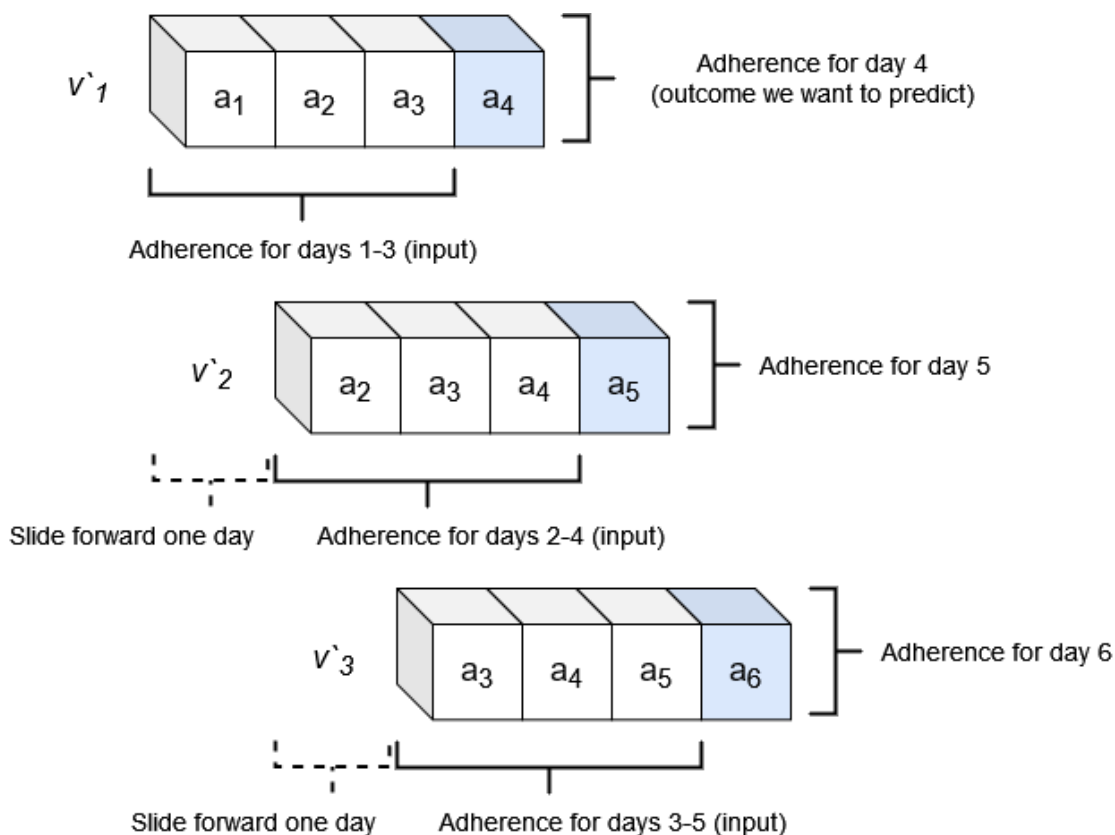 v`1
a1 a2 a3 a4
Adherence for day 4
(outcome we want to predict)
Adherence for days 1-3 (input)
v`2
a2 a3 a4 a5
Adherence for day 5
Slide forward one day
Adherence for days 2-4 (input)
v`3
a3 a4 a5 a6
Adherence for day 6
Slide forward one day
Adherence for days 3-5 (input)